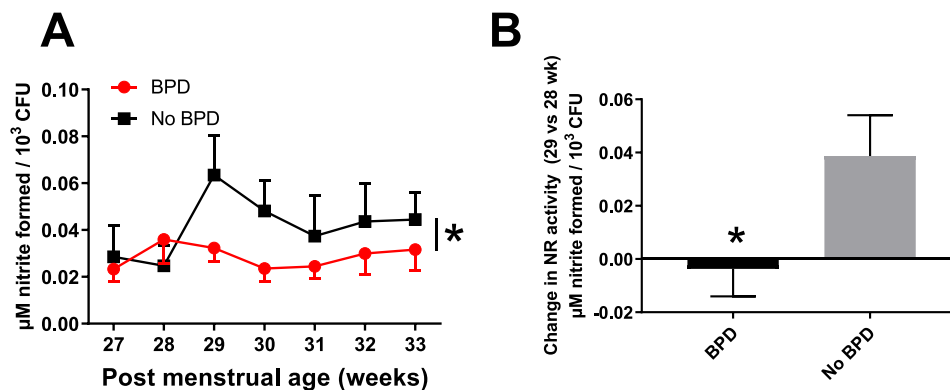 A
BPD
No BPD
µM nitrite formed / 10³ CFU
0.10
0.08
0.06
0.04
0.02
0.00
*
27 28 29 30 31 32 33
Post menstrual age (weeks)
B
Change in NR activity (29 vs 28 wk)
µM nitrite formed / 10³ CFU
0.06
0.04
0.02
0.00
-0.02
*
BPD
No BPD